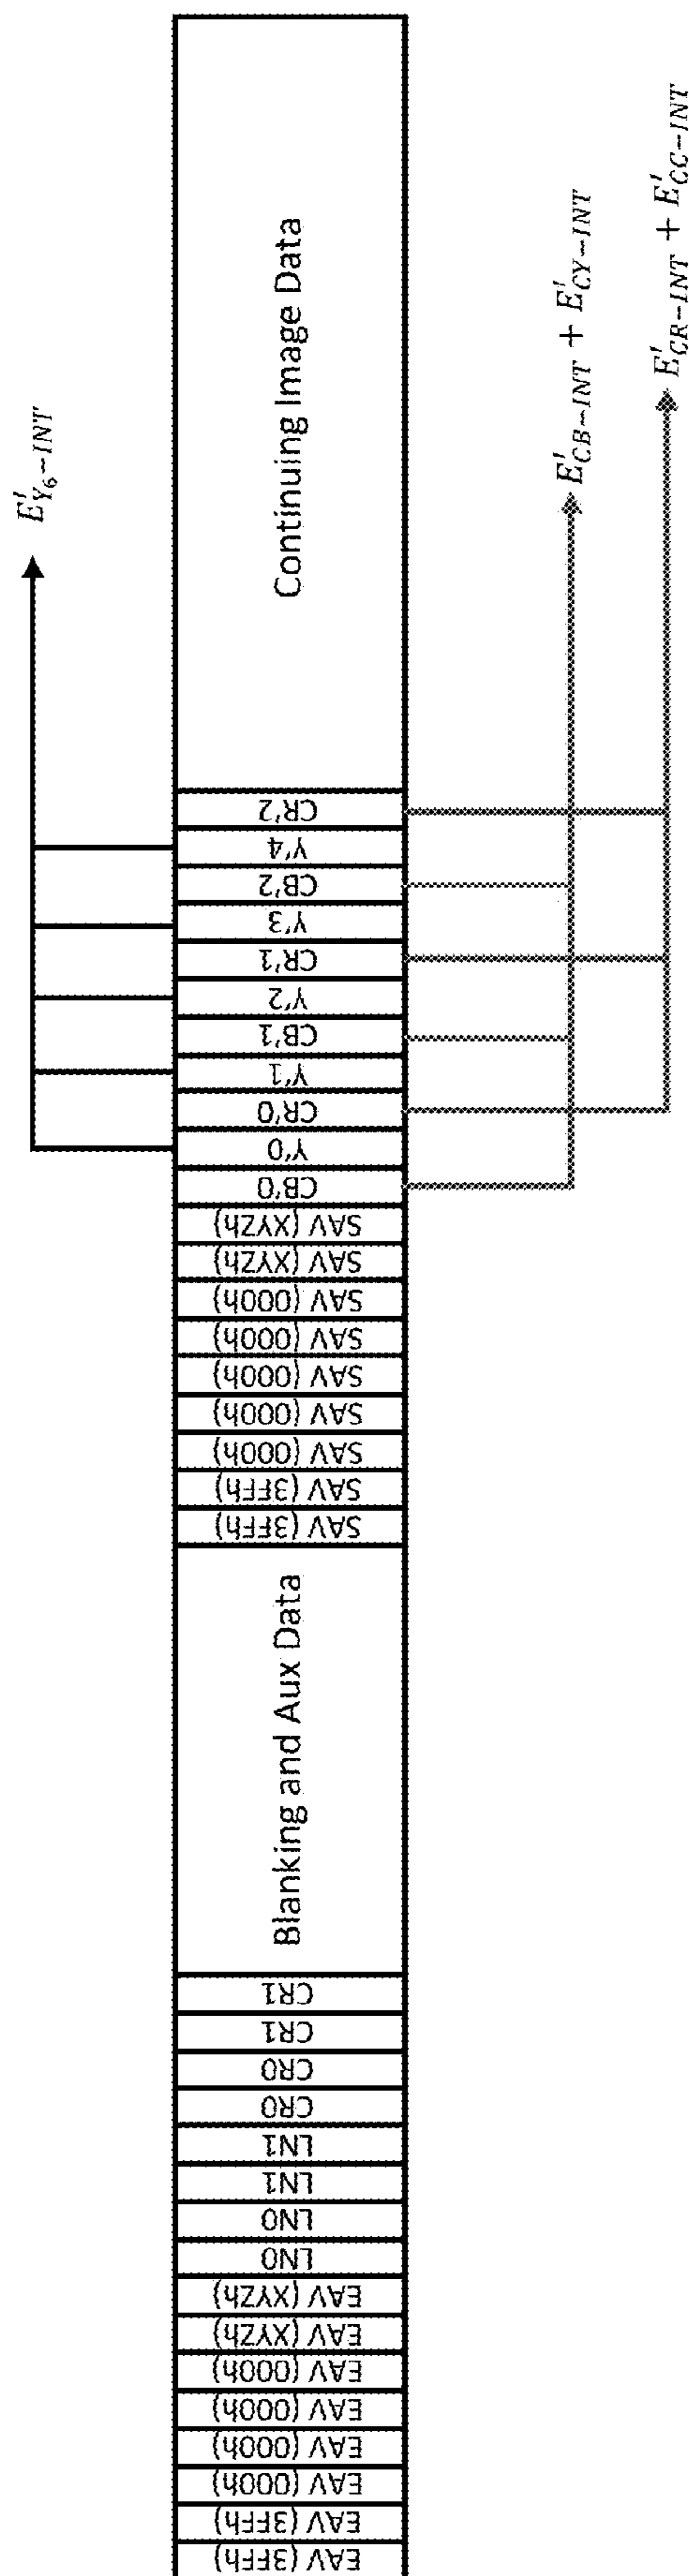 E'Y₆−INT
EAV (3FFh)
EAV (3FFh)
EAV (000h)
EAV (000h)
EAV (000h)
EAV (000h)
EAV (XYZh)
EAV (XYZh)
LN0
LN0
LN1
LN1
CR0
CR0
CR1
CR1
Blanking and Aux Data
SAV (3FFh)
SAV (3FFh)
SAV (000h)
SAV (000h)
SAV (000h)
SAV (000h)
SAV (000h)
SAV (XYZh)
SAV (XYZh)
CB'0
Y'0
CR'0
Y'1
CB'1
Y'2
CR'1
Y'3
CB'2
Y'4
CR'2
Continuing Image Data
E'CB−INT + E'CY−INT
E'CR−INT + E'CC−INT